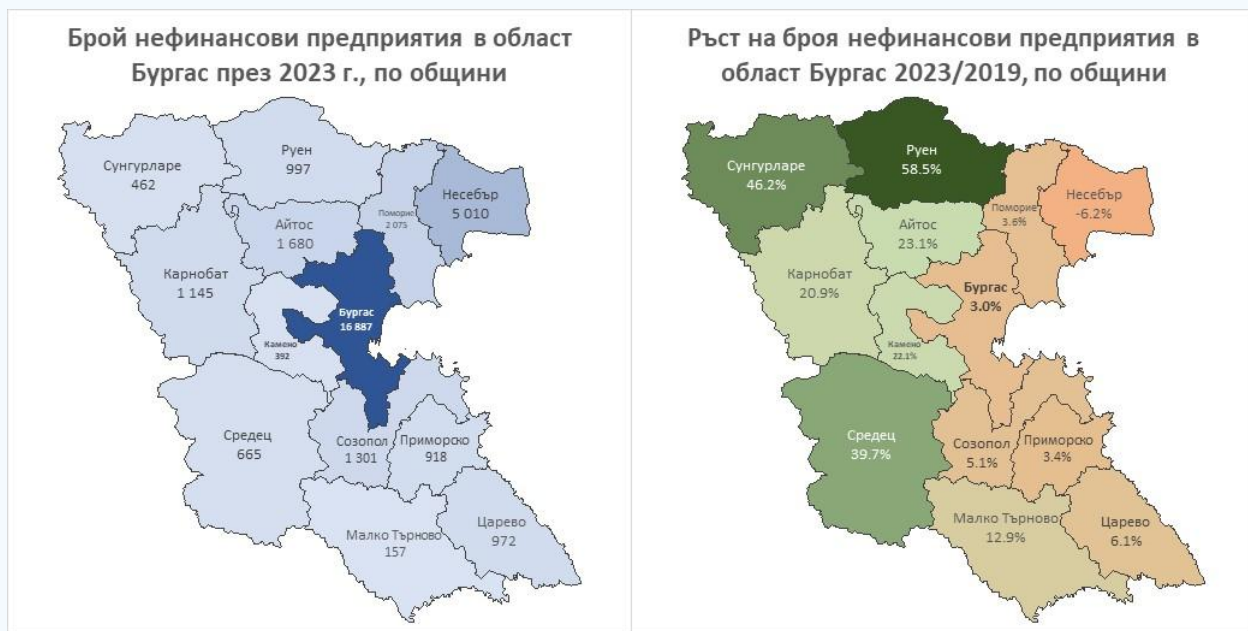 Брой нефинансови предприятия в област
Бургас през 2023 г., по общини
Сунгурларе
462
Руен
997
Поморие
2 075
Несебър
5 010
Айтос
1 680
Карнобат
1 145
Бургас
16 887
Камено
392
Средец
665
Созопол
1 301
Приморско
918
Малко Търново
157
Царево
972
Ръст на броя нефинансови предприятия в
област Бургас 2023/2019, по общини
Сунгурларе
46.2%
Руен
58.5%
Поморие
3.6%
Несебър
-6.2%
Айтос
23.1%
Карнобат
20.9%
Бургас
3.0%
Камено
22.1%
Средец
39.7%
Созопол
5.1%
Приморско
3.4%
Малко Търново
12.9%
Царево
6.1%